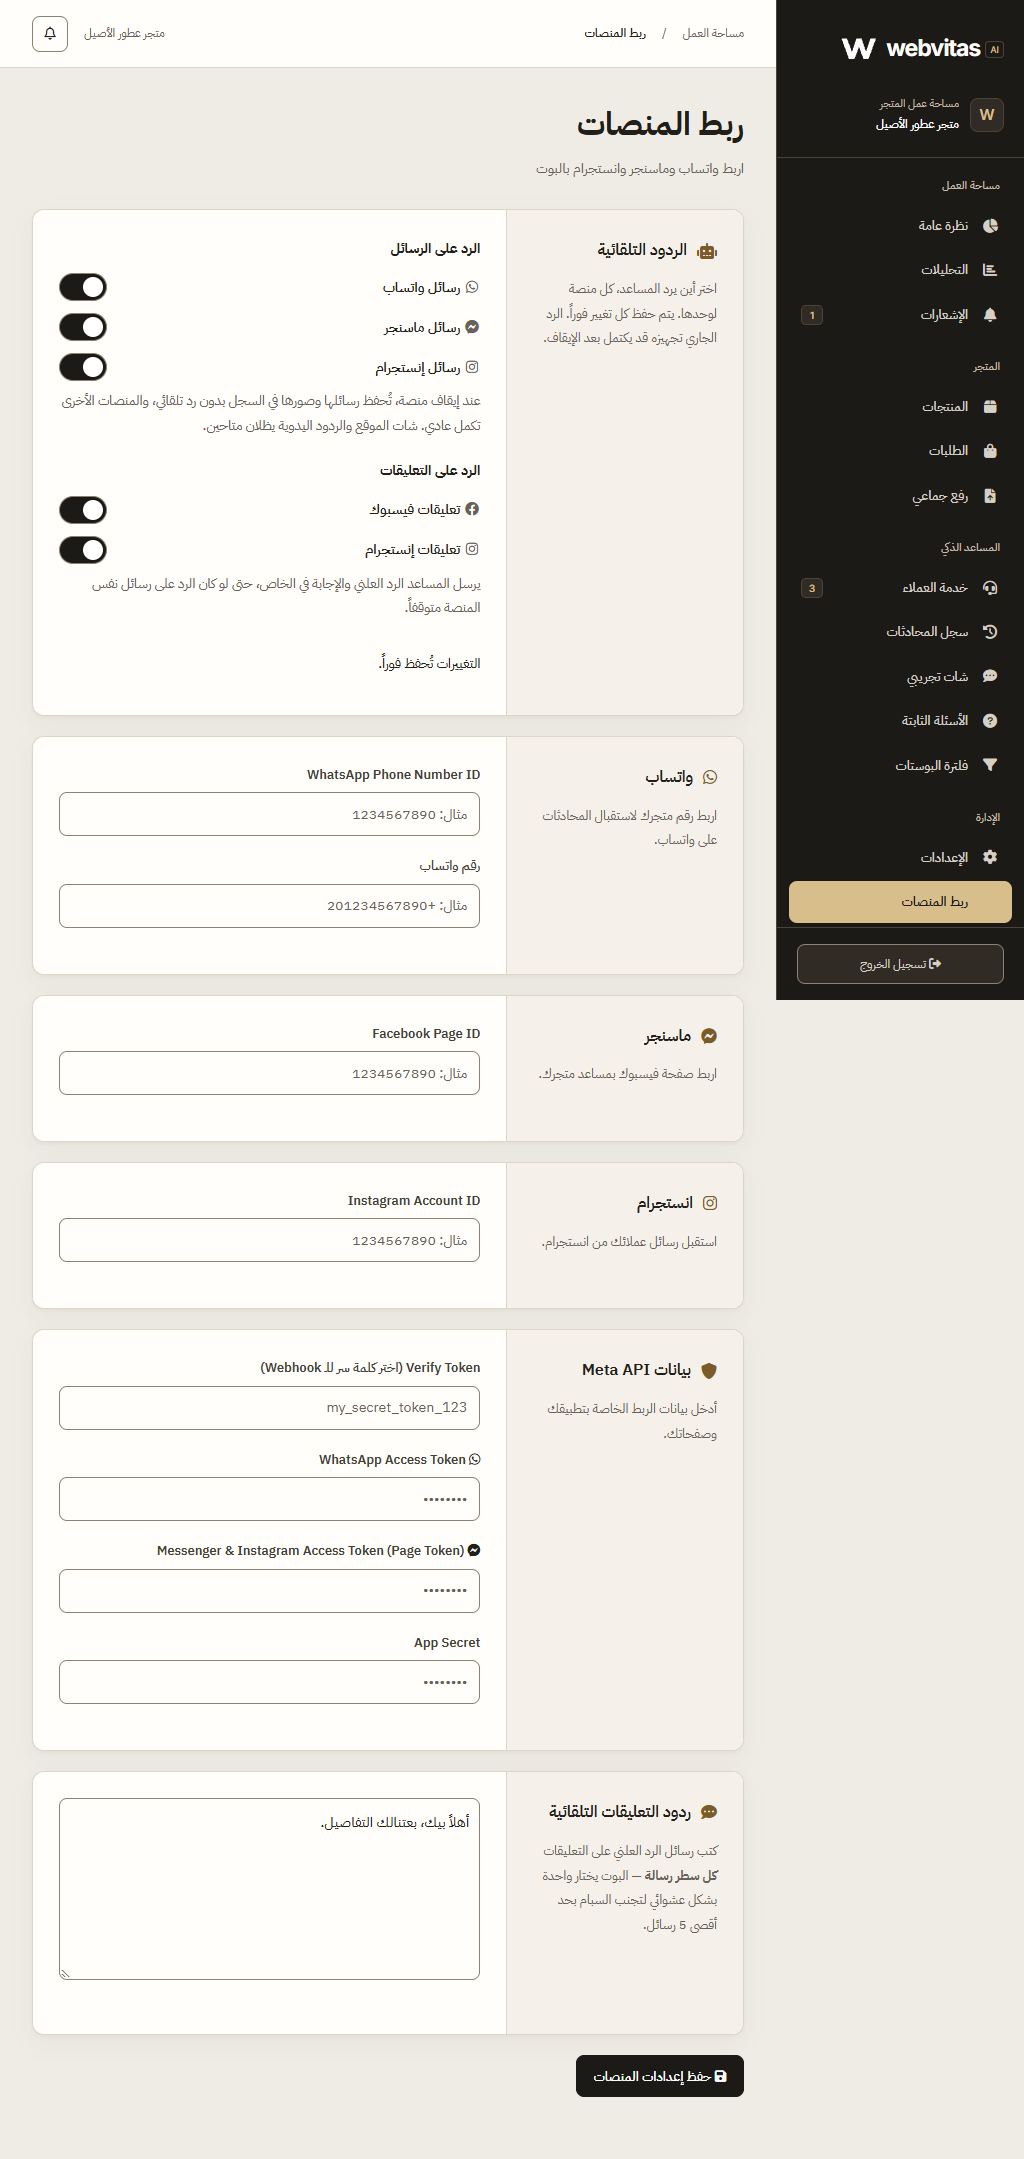 webvitas AI
W
مساحة عمل المتجر
متجر عطور الأصيل
مساحة العمل
نظرة عامة
التحليلات
الإشعارات
1
المتجر
المنتجات
الطلبات
رفع جماعي
المساعد الذكي
خدمة العملاء
3
سجل المحادثات
شات تجريبي
الأسئلة الثابتة
فلترة البوستات
الإدارة
الإعدادات
ربط المنصات
تسجيل الخروج
مساحة العمل / ربط المنصات
متجر عطور الأصيل
ربط المنصات
اربط واتساب وماسنجر وانستجرام بالبوت
الردود التلقائية
اختر أين يرد المساعد، كل منصة
لوحدها. يتم حفظ كل تغيير فوراً. الرد
الجاري تجهيزه قد يكتمل بعد الإيقاف.
الرد على الرسائل
رسائل واتساب
رسائل ماسنجر
رسائل إنستجرام
عند إيقاف منصة، تُحفظ رسائلها وصورها في السجل بدون رد تلقائي، والمنصات الأخرى
تكمل عادي. شات الموقع والردود اليدوية يظلان متاحين.
الرد على التعليقات
تعليقات فيسبوك
تعليقات إنستجرام
يرسل المساعد الرد العلني والإجابة في الخاص، حتى لو كان الرد على رسائل نفس
المنصة متوقفاً.
التغييرات تُحفظ فوراً.
واتساب
اربط رقم متجرك لاستقبال المحادثات
على واتساب.
WhatsApp Phone Number ID
مثال: 1234567890
رقم واتساب
مثال: +201234567890
ماسنجر
اربط صفحة فيسبوك بمساعد متجرك.
Facebook Page ID
مثال: 1234567890
انستجرام
استقبل رسائل عملائك من انستجرام.
Instagram Account ID
مثال: 1234567890
بيانات Meta API
أدخل بيانات الربط الخاصة بتطبيقك
وصفحاتك.
Verify Token (اختر كلمة سر للـ Webhook)
my_secret_token_123
WhatsApp Access Token
••••••••
Messenger & Instagram Access Token (Page Token)
••••••••
App Secret
••••••••
ردود التعليقات التلقائية
كتب رسائل الرد العلني على التعليقات
كل سطر رسالة — البوت يختار واحدة
بشكل عشوائي لتجنب السبام بحد
أقصى 5 رسائل.
أهلاً بيك، بعتنالك التفاصيل.
حفظ إعدادات المنصات